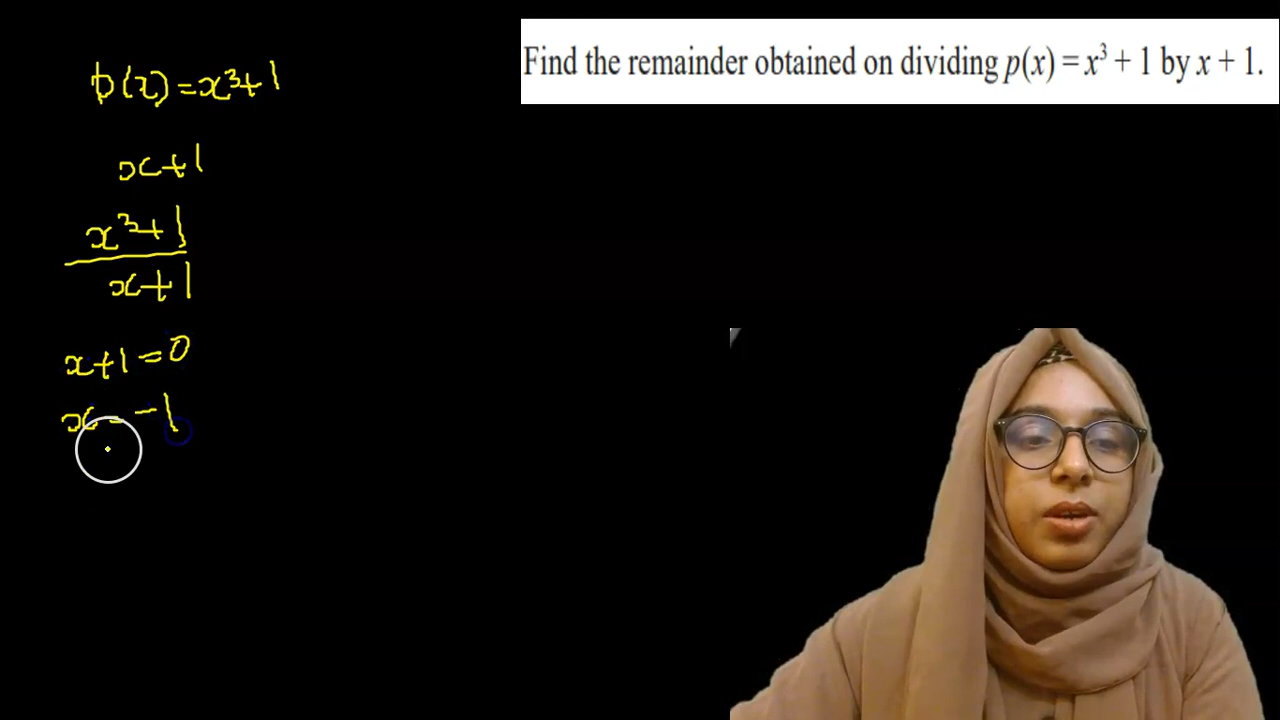 Find the remainder obtained on dividing p(x) = x³ + 1 by x + 1.
p(x) = x³+1
x+1
x³+1
x+1
x+1 = 0
x = -1